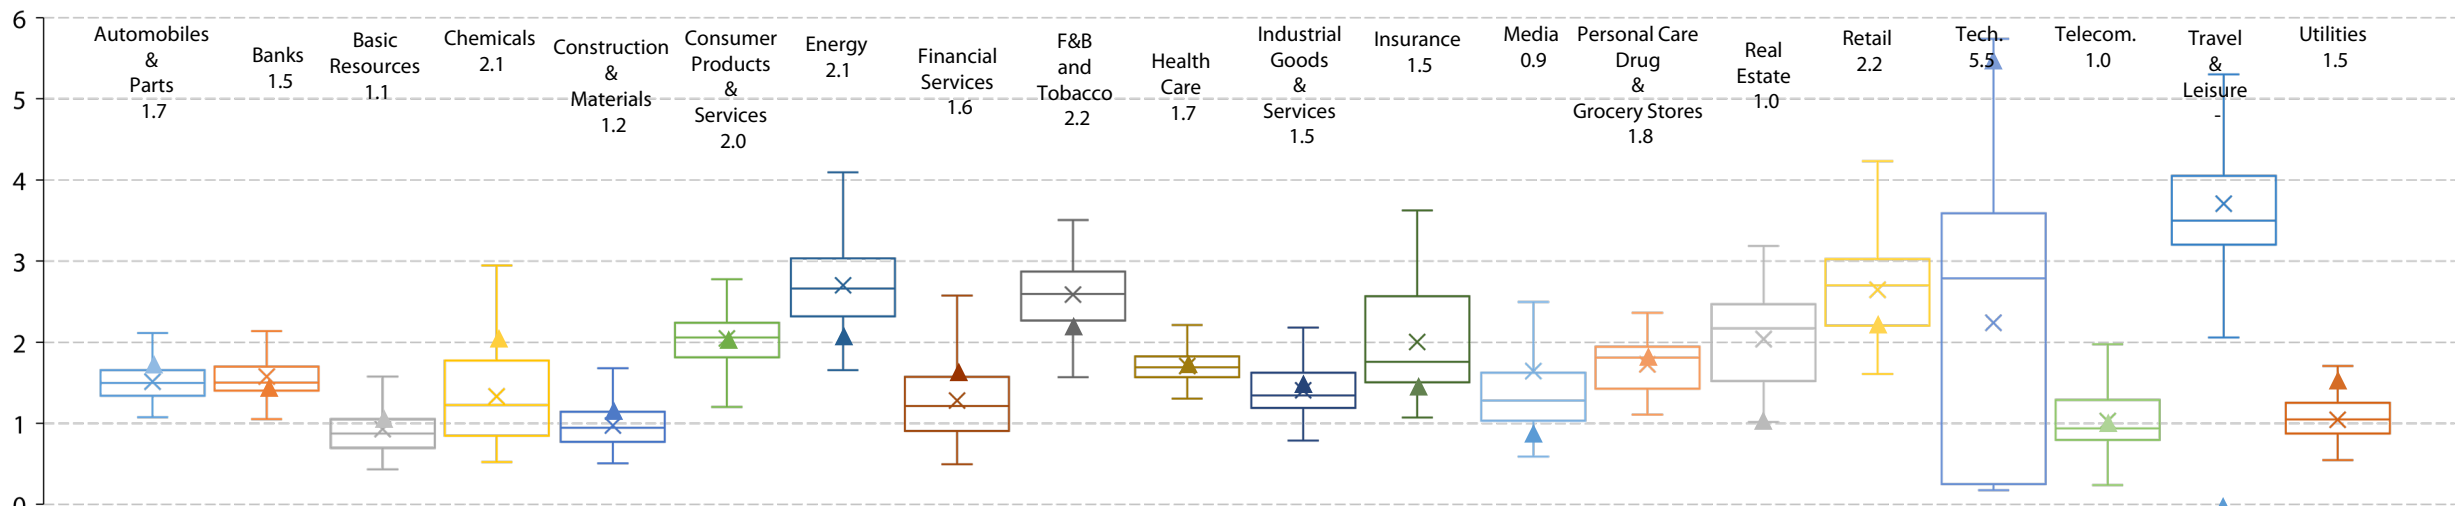 6
5
4
3
2
1
0
Automobiles
&
Parts
1.7
Banks
1.5
Basic
Resources
1.1
Chemicals
2.1
Construction
&
Materials
1.2
Consumer
Products
&
Services
2.0
Energy
2.1
Financial
Services
1.6
F&B
and
Tobacco
2.2
Health
Care
1.7
Industrial
Goods
&
Services
1.5
Insurance
1.5
Media
0.9
Personal Care
Drug
&
Grocery Stores
1.8
Real
Estate
1.0
Retail
2.2
Tech.
5.5
Telecom.
1.0
Travel
&
Leisure
-
Utilities
1.5